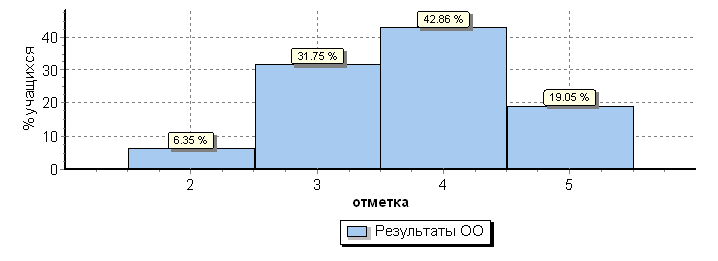 42.86 %
40
31.75 %
30
% учащихся
20
19.05 %
10
6.35 %
0
2 3 4 5
отметка
Результаты ОО